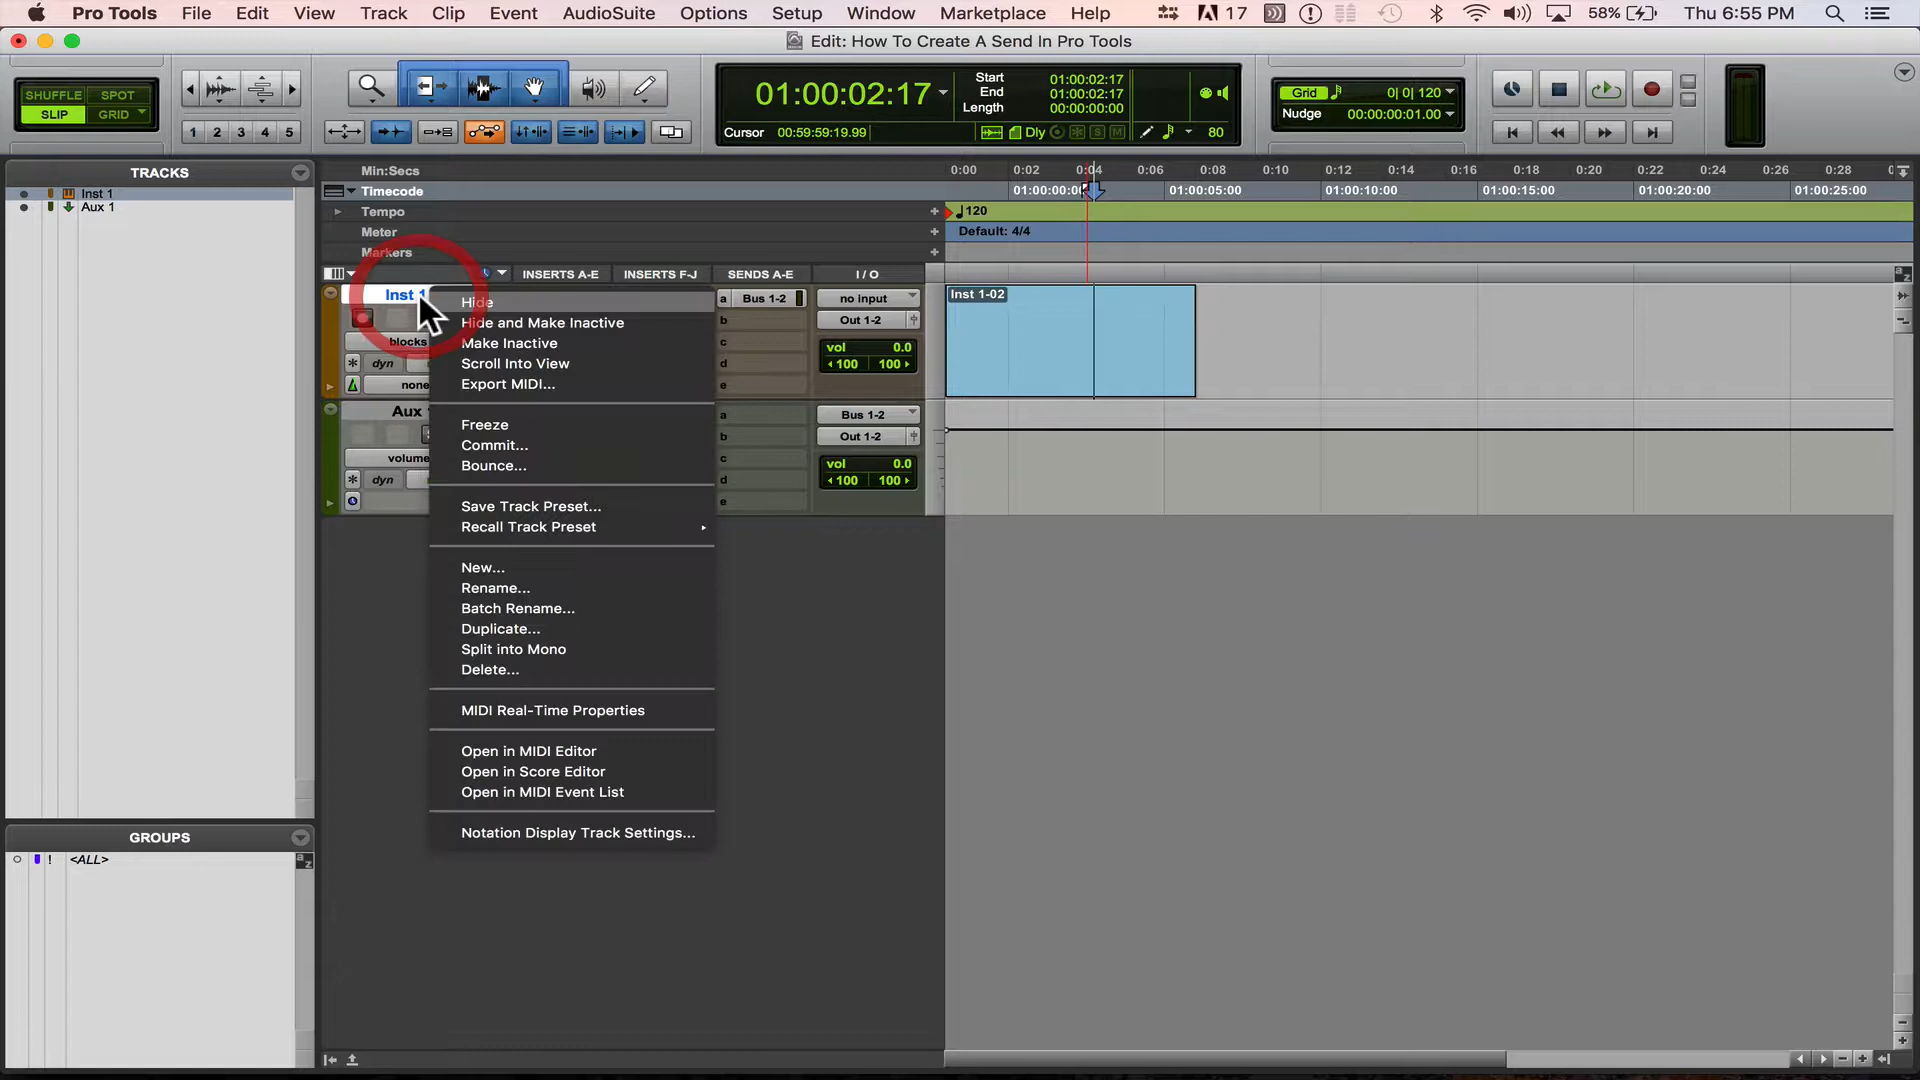 Pro Tools File Edit View Track Clip Event AudioSuite Options Setup Window Marketplace Help 17 58% Thu 6:55 PM
Edit: How To Create A Send In Pro Tools
SHUFFLE SPOT
SLIP GRID
1 2 3 4 5
01:00:02:17
Start 01:00:02:17
End 01:00:02:17
Length 00:00:00:00
Cursor 00:59:59:19.99 Dly S M 80
Grid 0| 0| 120
Nudge 00:00:00:01.00
TRACKS
Inst 1
Aux 1
Min:Secs 0:00 0:02 0:04 0:06 0:08 0:10 0:12 0:14 0:16 0:18 0:20 0:22 0:24 0:26 0:28
Timecode 01:00:00:0 01:00:05:00 01:00:10:00 01:00:15:00 01:00:20:00 01:00:25:00
Tempo 120
Meter Default: 4/4
Markers
INSERTS A-E INSERTS F-J SENDS A-E I / O
Inst 1
blocks
dyn
none
a Bus 1-2
b
c
d
e
no input
Out 1-2
vol 0.0
100 100
Inst 1-02
Aux
volume
dyn
a
b
c
d
e
Bus 1-2
Out 1-2
vol 0.0
100 100
Hide
Hide and Make Inactive
Make Inactive
Scroll Into View
Export MIDI...
Freeze
Commit...
Bounce...
Save Track Preset...
Recall Track Preset
New...
Rename...
Batch Rename...
Duplicate...
Split into Mono
Delete...
MIDI Real-Time Properties
Open in MIDI Editor
Open in Score Editor
Open in MIDI Event List
Notation Display Track Settings...
GROUPS
! <ALL>
a z